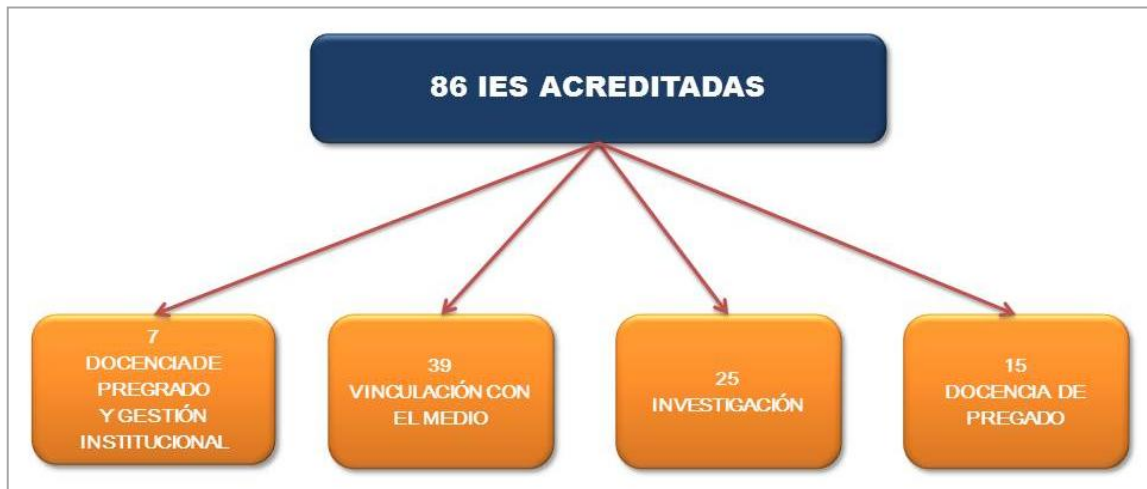 86 IES ACREDITADAS
7
DOCENCIADE
PREGRADO
Y GESTIÓN
INSTITUCIONAL
39
VINCULACIÓN CON
EL MEDIO
25
INVESTIGACIÓN
15
DOCENCIA DE
PREGADO